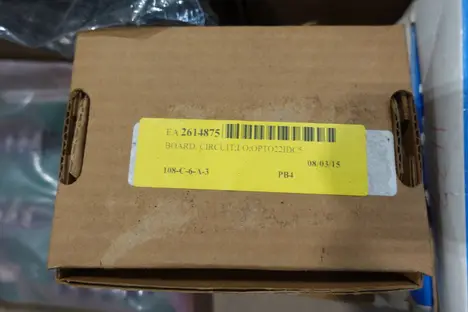 EA 2614875
BOARD, CIRCUIT:I/O:OPTO22IDC5
08/03/15
108-C-6-A-3
PB4